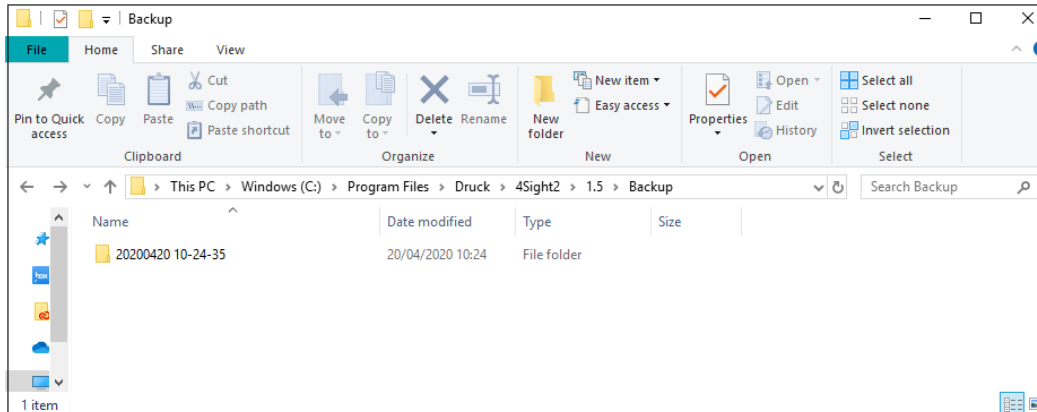 Backup
File Home Share View
Pin to Quick access
Copy
Paste
Cut
Copy path
Paste shortcut
Clipboard
Move to
Copy to
Delete
Rename
Organize
New folder
New item
Easy access
New
Properties
Open
Edit
History
Open
Select all
Select none
Invert selection
Select
This PC > Windows (C:) > Program Files > Druck > 4Sight2 > 1.5 > Backup
Search Backup
Name Date modified Type Size
20200420 10-24-35 20/04/2020 10:24 File folder
1 item